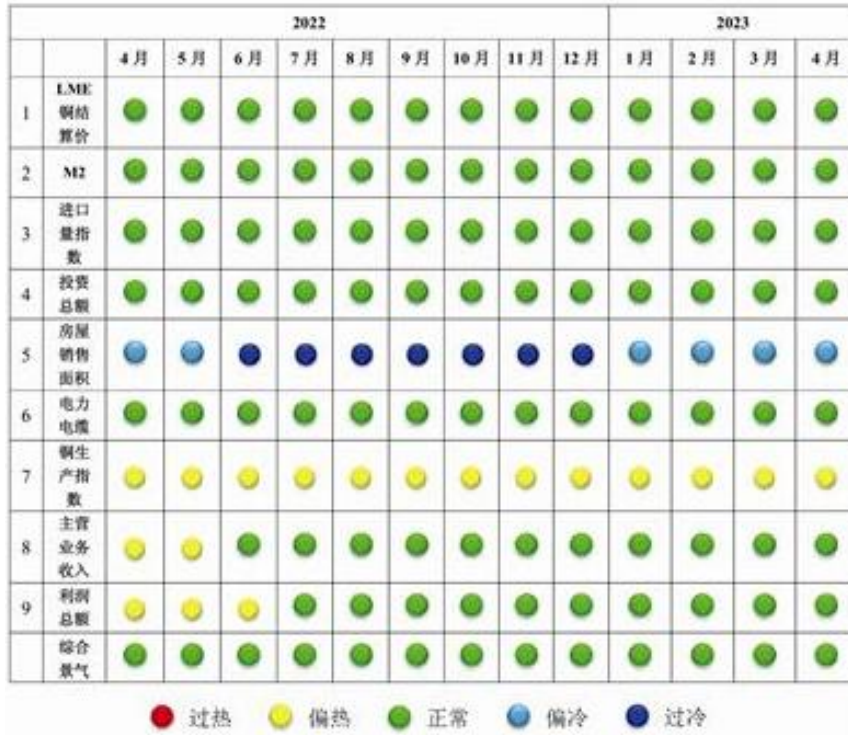 2022 2023
4月 5月 6月 7月 8月 9月 10月 11月 12月 1月 2月 3月 4月
1 LME
铜结
算价
2 M2
3 进口
量指
数
4 投资
总额
5 房屋
销售
面积
6 电力
电缆
7 铜生
产指
数
8 主营
业务
收入
9 利润
总额
综合
景气
过热 偏热 正常 偏冷 过冷